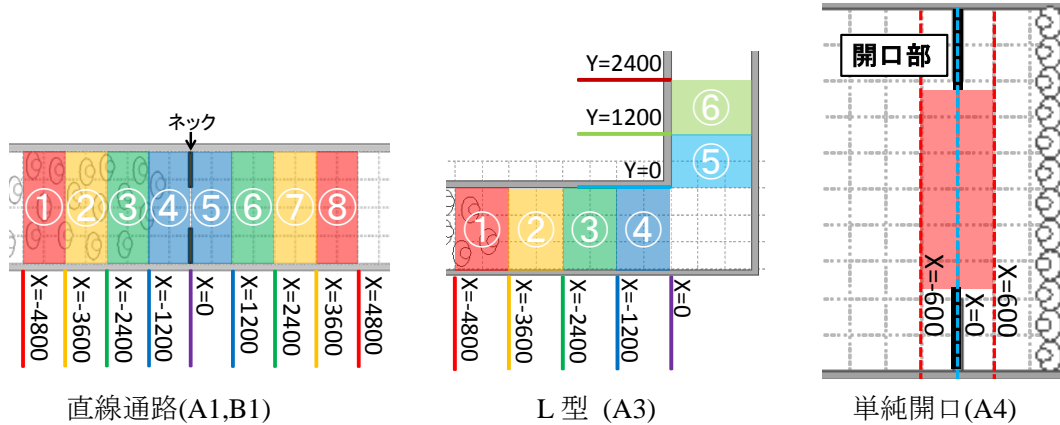 ネック
① ② ③ ④ ⑤ ⑥ ⑦ ⑧
X=-4800
X=-3600
X=-2400
X=-1200
X=0
X=1200
X=2400
X=3600
X=4800
直線通路(A1,B1)
Y=2400
Y=1200
Y=0
⑥
⑤
① ② ③ ④
X=-4800
X=-3600
X=-2400
X=-1200
X=0
L 型 (A3)
開口部
X=-600
X=0
X=600
単純開口(A4)